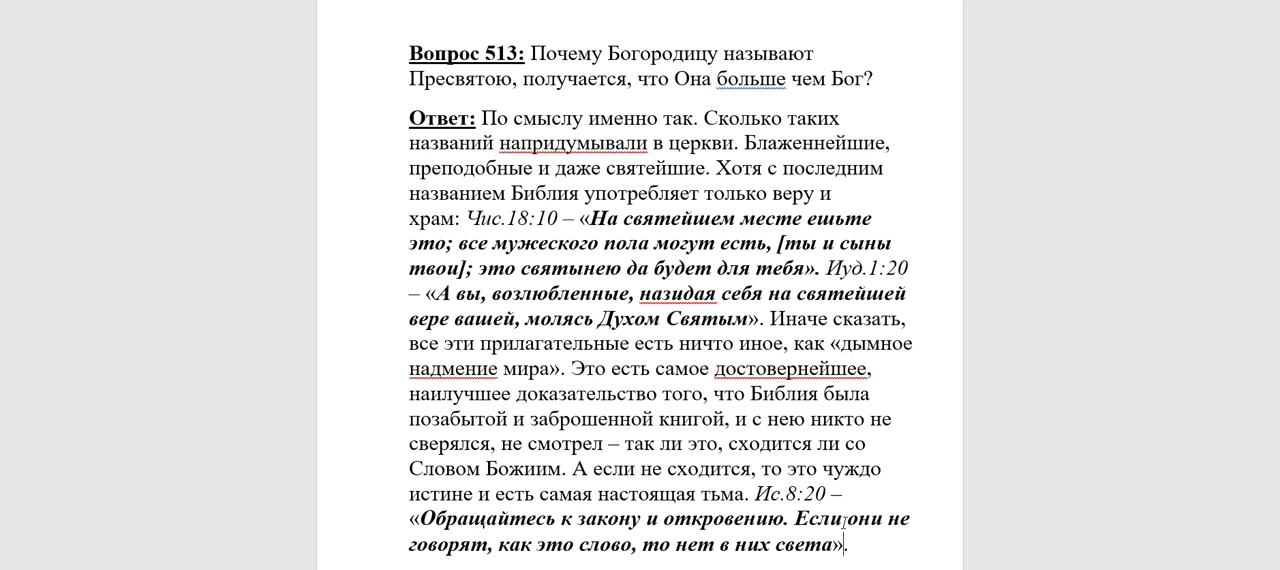 Вопрос 513: Почему Богородицу называют
Пресвятою, получается, что Она больше чем Бог?
Ответ: По смыслу именно так. Сколько таких
названий напридумывали в церкви. Блаженнейшие,
преподобные и даже святейшие. Хотя с последним
названием Библия употребляет только веру и
храм: Чис.18:10 – «На святейшем месте ешьте
это; все мужеского пола могут есть, [ты и сыны
твои]; это святынею да будет для тебя». Иуд.1:20
– «А вы, возлюбленные, назидая себя на святейшей
вере вашей, молясь Духом Святым». Иначе сказать,
все эти прилагательные есть ничто иное, как «дымное
надмение мира». Это есть самое достовернейшее,
наилучшее доказательство того, что Библия была
позабытой и заброшенной книгой, и с нею никто не
сверялся, не смотрел – так ли это, сходится ли со
Словом Божиим. А если не сходится, то это чуждо
истине и есть самая настоящая тьма. Ис.8:20 –
«Обращайтесь к закону и откровению. Если они не
говорят, как это слово, то нет в них света».